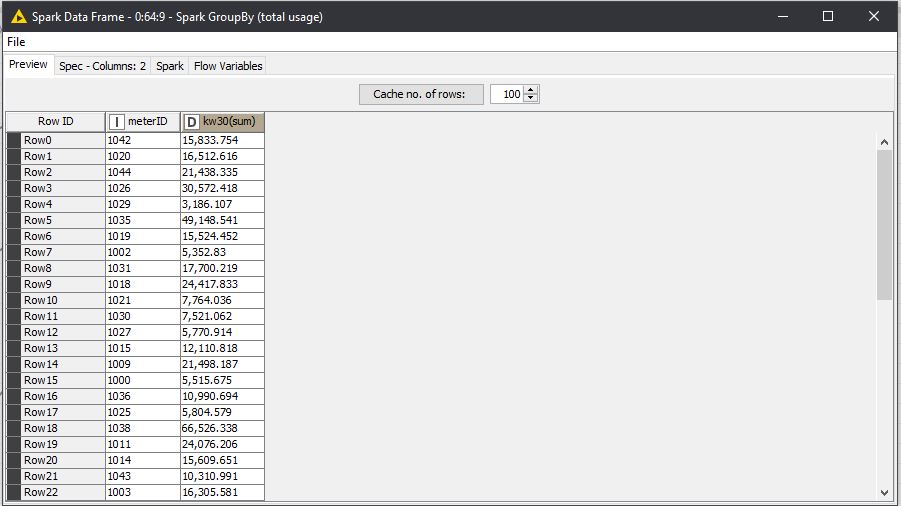 Spark Data Frame - 0:64:9 - Spark GroupBy (total usage)
File
Preview Spec - Columns: 2 Spark Flow Variables
Cache no. of rows: 100
Row ID I meterID D kw30(sum)
Row0 1042 15,833.754
Row1 1020 16,512.616
Row2 1044 21,438.335
Row3 1026 30,572.418
Row4 1029 3,186.107
Row5 1035 49,148.541
Row6 1019 15,524.452
Row7 1002 5,352.83
Row8 1031 17,700.219
Row9 1018 24,417.833
Row10 1021 7,764.036
Row11 1030 7,521.062
Row12 1027 5,770.914
Row13 1015 12,110.818
Row14 1009 21,498.187
Row15 1000 5,515.675
Row16 1036 10,990.694
Row17 1025 5,804.579
Row18 1038 66,526.338
Row19 1011 24,076.206
Row20 1014 15,609.651
Row21 1043 10,310.991
Row22 1003 16,305.581